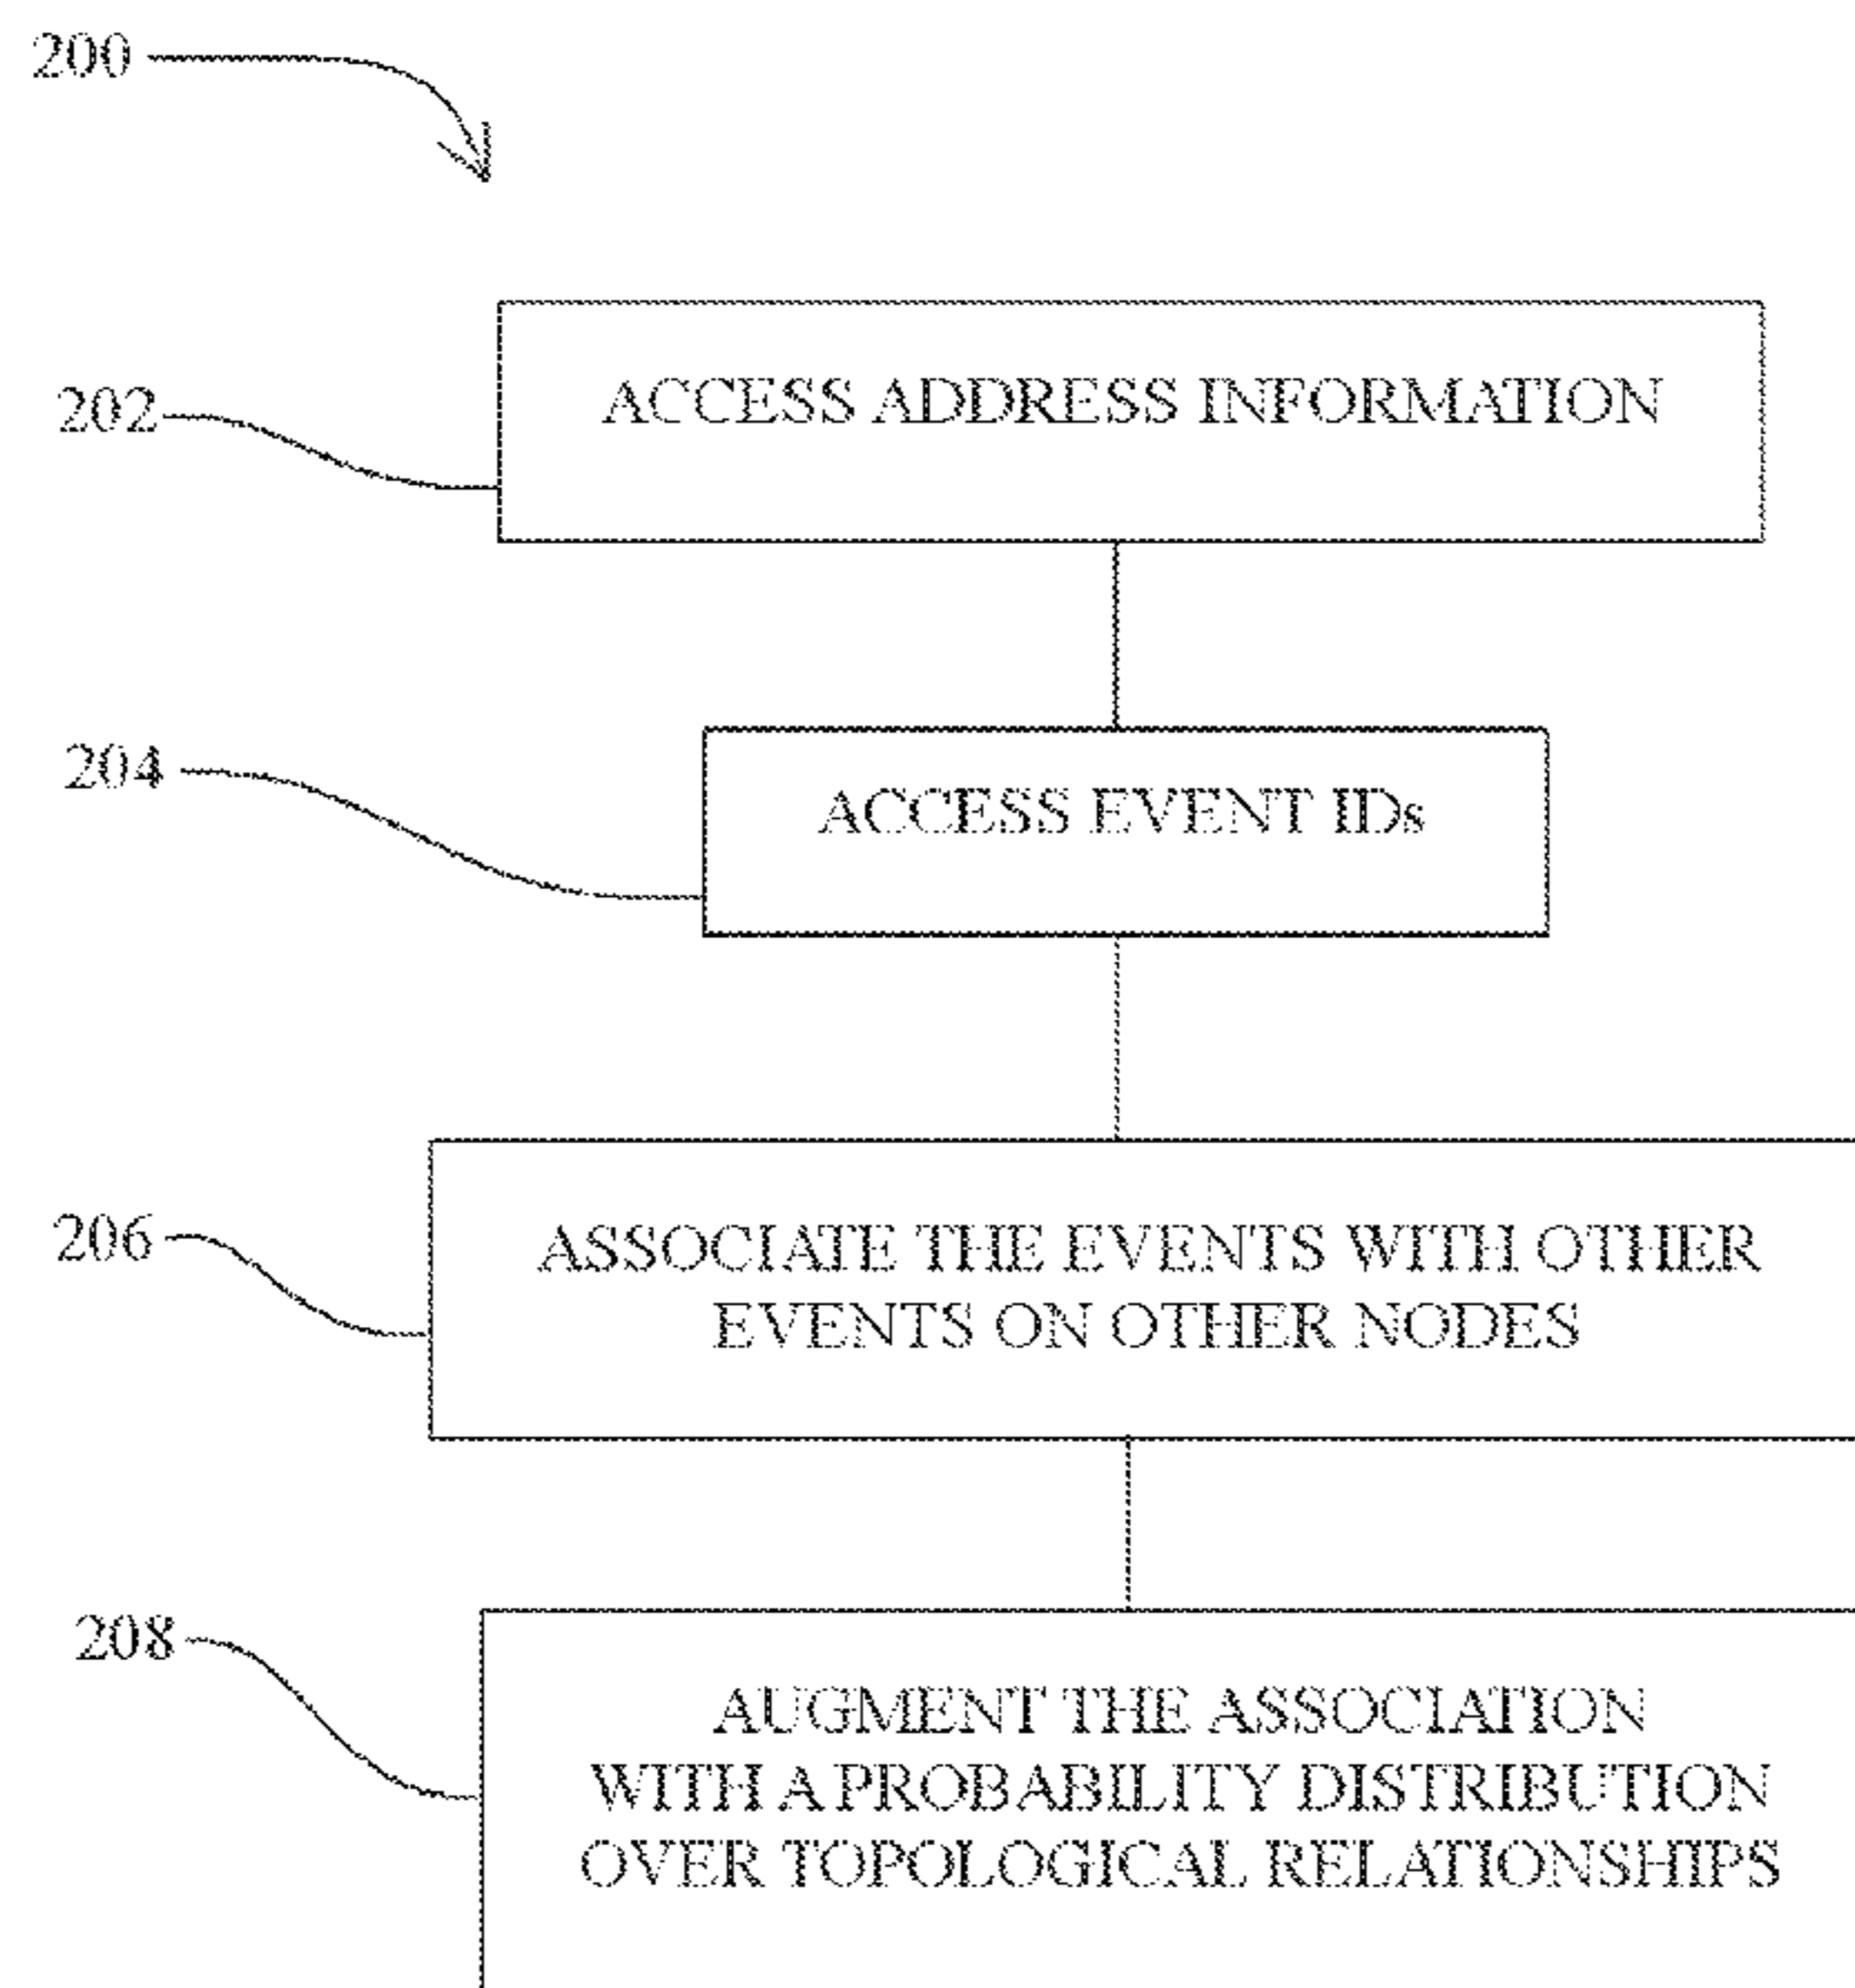 200
202
ACCESS ADDRESS INFORMATION
204
ACCESS EVENT IDs
206
ASSOCIATE THE EVENTS WITH OTHER
EVENTS ON OTHER NODES
208
AUGMENT THE ASSOCIATION
WITH A PROBABILITY DISTRIBUTION
OVER TOPOLOGICAL RELATIONSHIPS